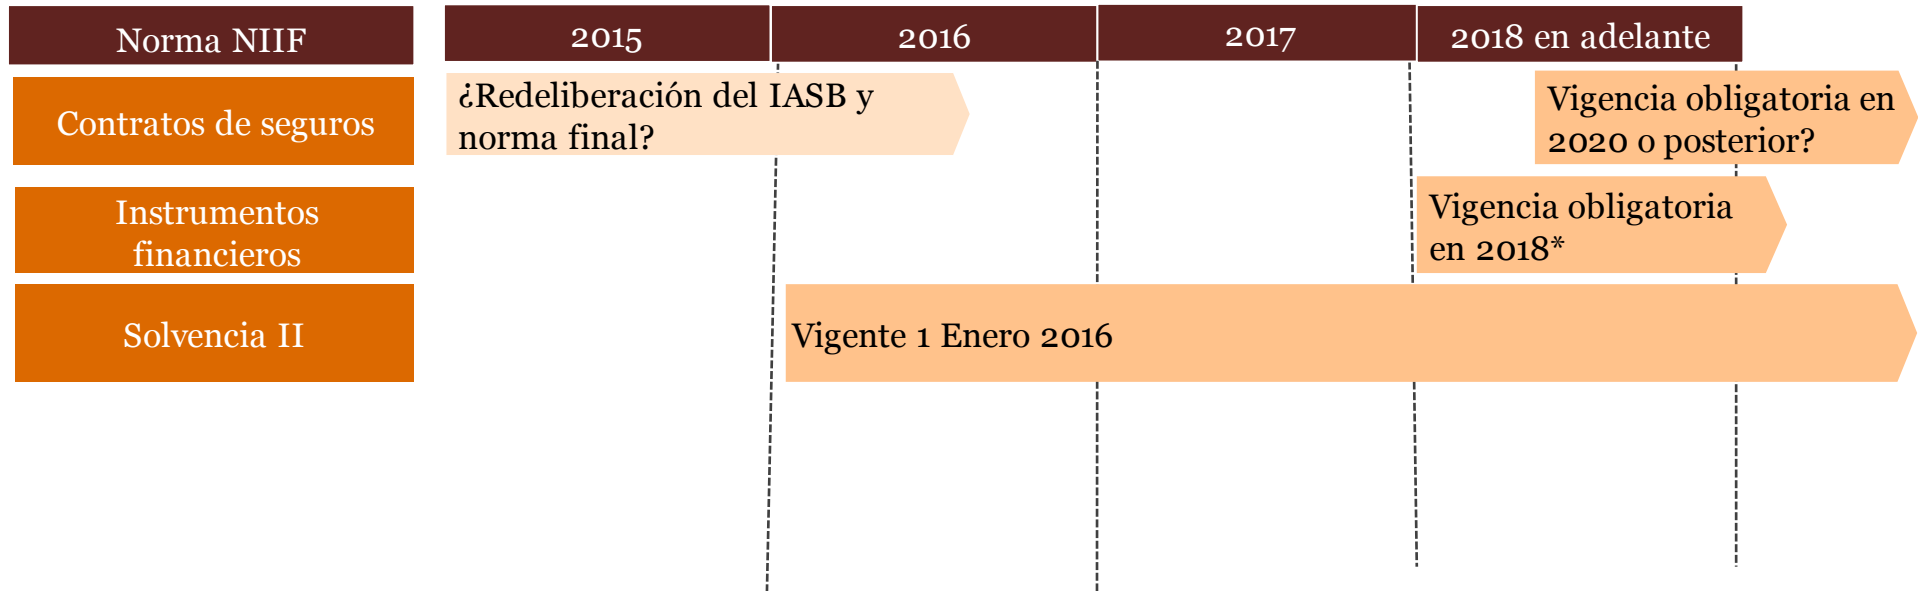 Norma NIIF
2015
2016
2017
2018 en adelante
Contratos de seguros
¿Redeliberación del IASB y
norma final?
Vigencia obligatoria en
2020 o posterior?
Instrumentos
financieros
Vigencia obligatoria
en 2018*
Solvencia II
Vigente 1 Enero 2016